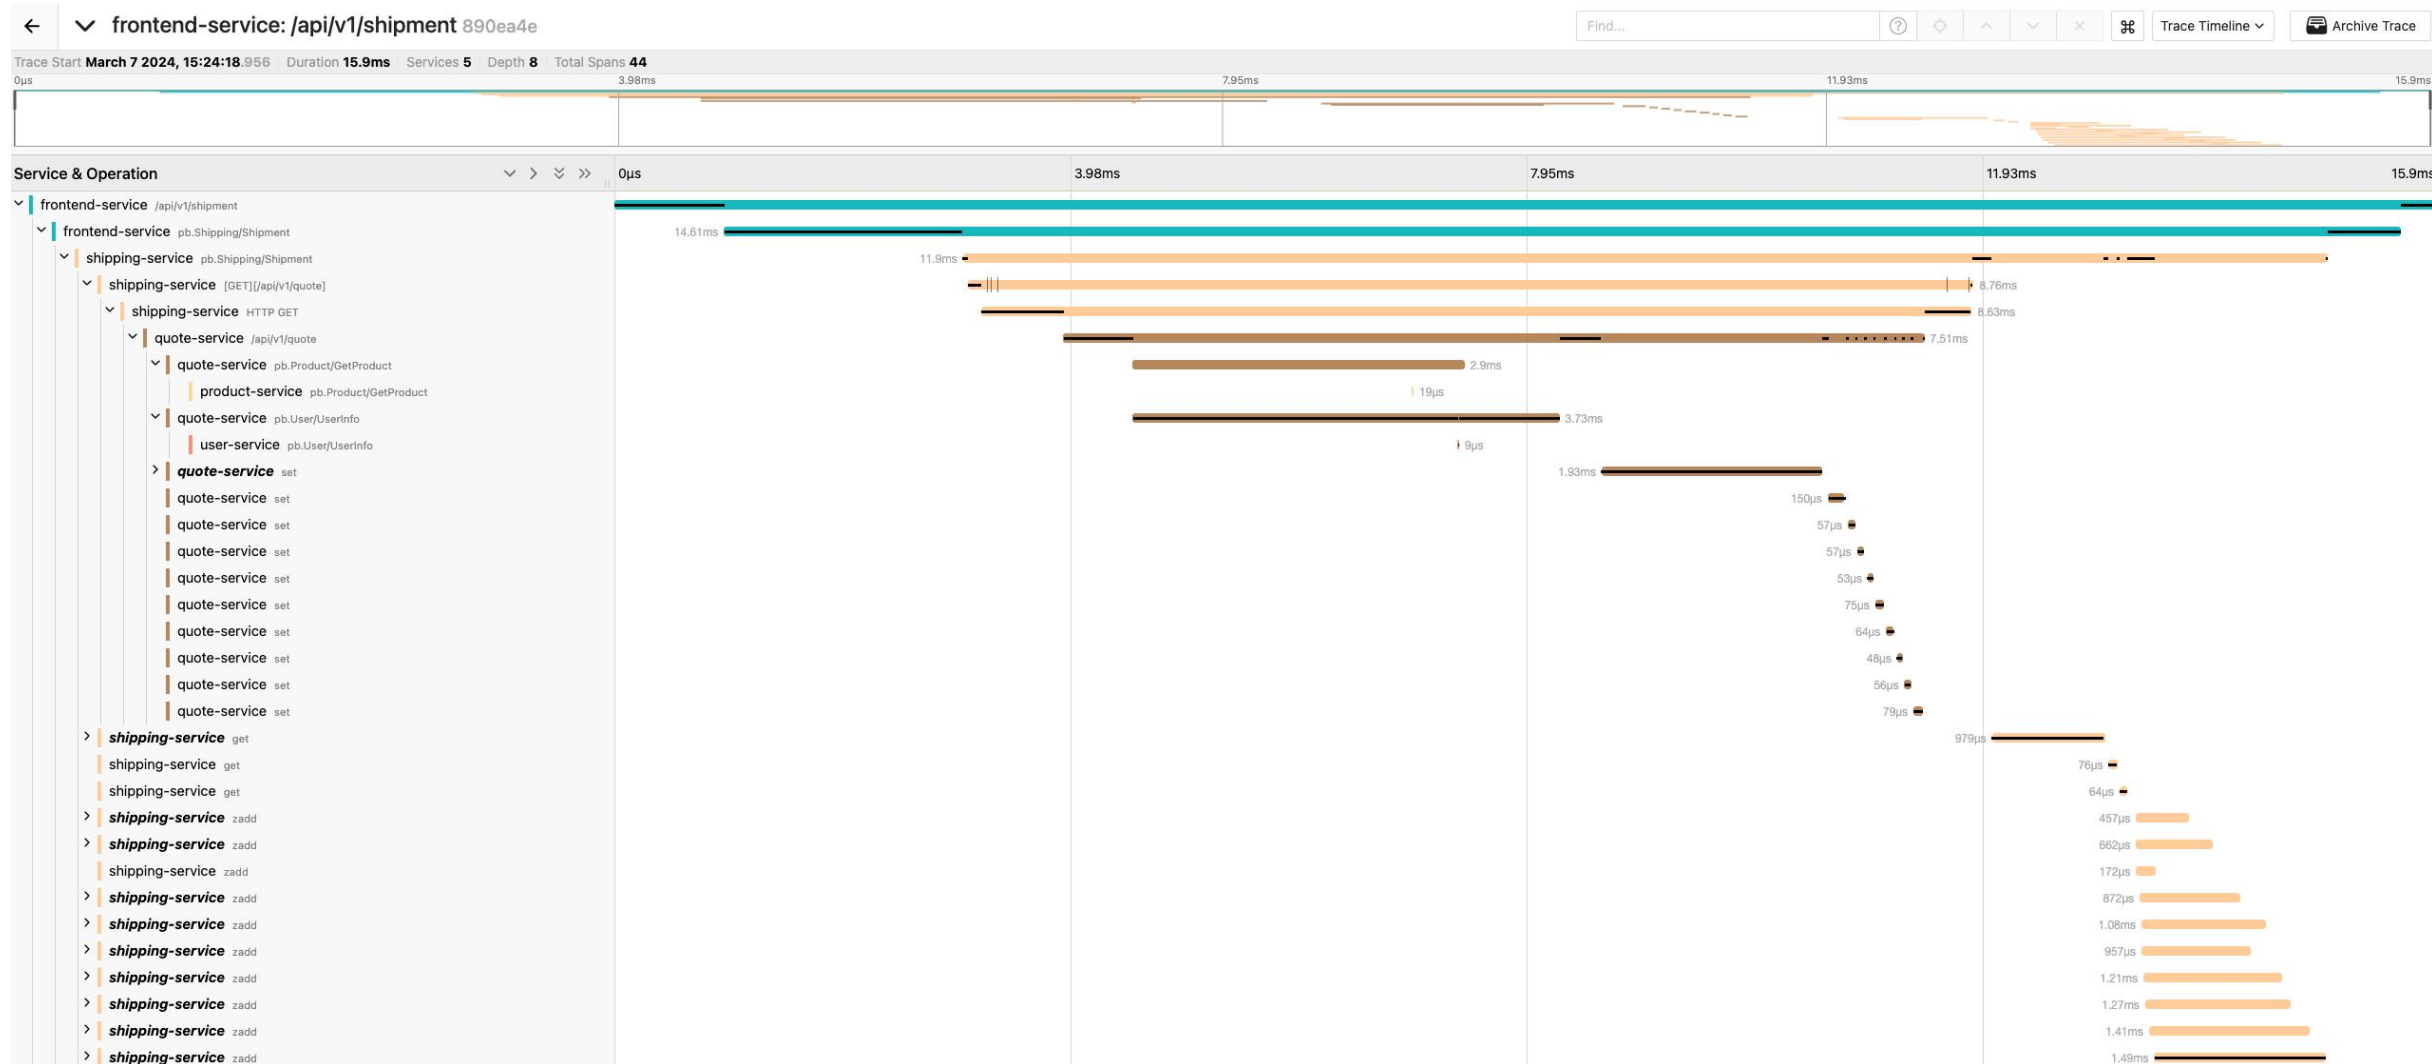 frontend-service: /api/v1/shipment 890ea4e
Find...
Trace Timeline
Archive Trace
Trace Start March 7 2024, 15:24:18.956 Duration 15.9ms Services 5 Depth 8 Total Spans 44
0μs 3.98ms 7.95ms 11.93ms 15.9ms
Service & Operation 0μs 3.98ms 7.95ms 11.93ms 15.9ms
frontend-service /api/v1/shipment
frontend-service pb.Shipping/Shipment 14.61ms
shipping-service pb.Shipping/Shipment 11.9ms
shipping-service [GET][/api/v1/quote] 8.76ms
shipping-service HTTP GET 8.63ms
quote-service /api/v1/quote 7.51ms
quote-service pb.Product/GetProduct 2.9ms
product-service pb.Product/GetProduct 19μs
quote-service pb.User/UserInfo 3.73ms
user-service pb.User/UserInfo 9μs
quote-service set 1.93ms
quote-service set 150μs
quote-service set 57μs
quote-service set 57μs
quote-service set 53μs
quote-service set 75μs
quote-service set 64μs
quote-service set 48μs
quote-service set 56μs
quote-service set 79μs
shipping-service get 979μs
shipping-service get 76μs
shipping-service get 64μs
shipping-service zadd 457μs
shipping-service zadd 662μs
shipping-service zadd 172μs
shipping-service zadd 872μs
shipping-service zadd 1.08ms
shipping-service zadd 957μs
shipping-service zadd 1.21ms
shipping-service zadd 1.27ms
shipping-service zadd 1.41ms
shipping-service zadd 1.49ms